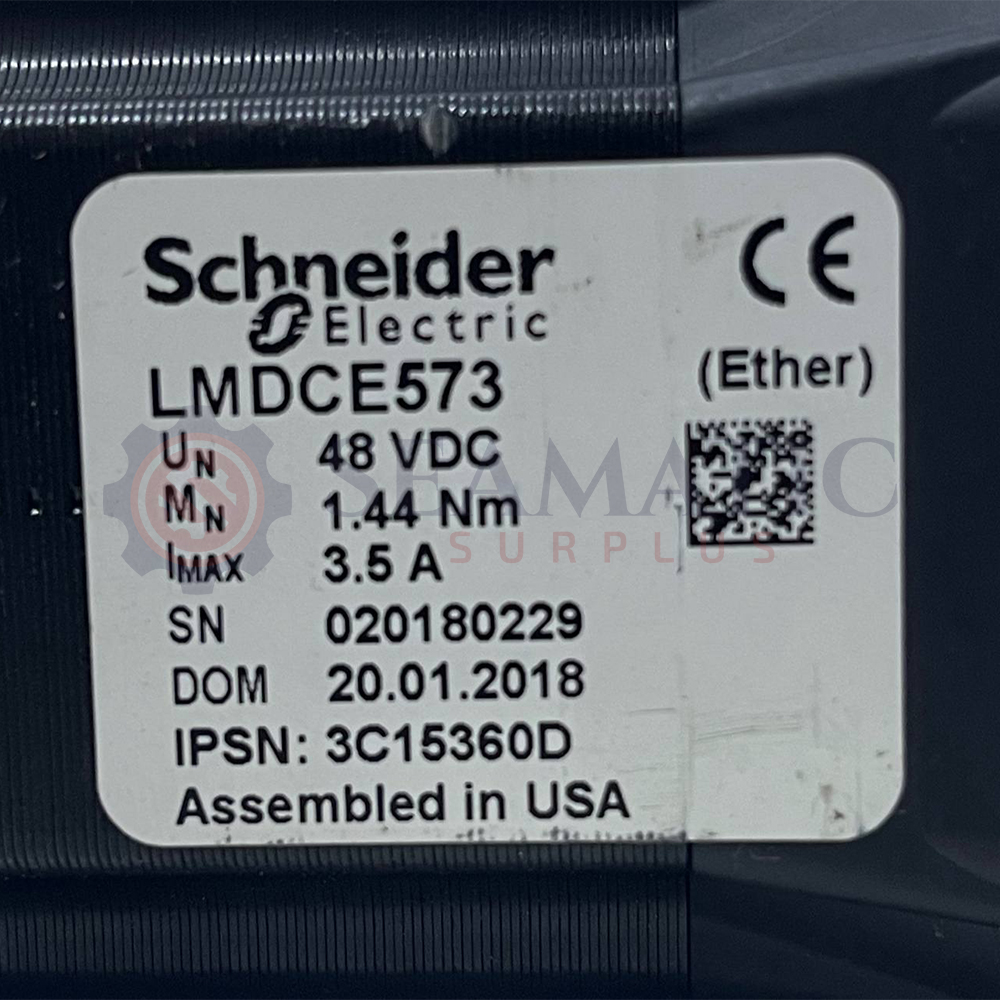 Schneider
Electric
CE
LMDCE573
(Ether)
UN 48 VDC
MN 1.44 Nm
IMAX 3.5 A
SN 020180229
DOM 20.01.2018
IPSN: 3C15360D
Assembled in USA
SEAMATIC
SURPLUS